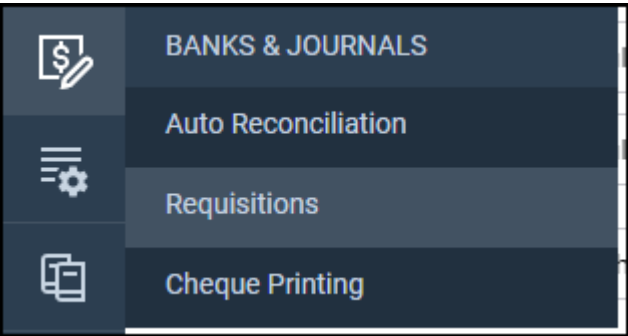 BANKS & JOURNALS
Auto Reconciliation
Requisitions
Cheque Printing